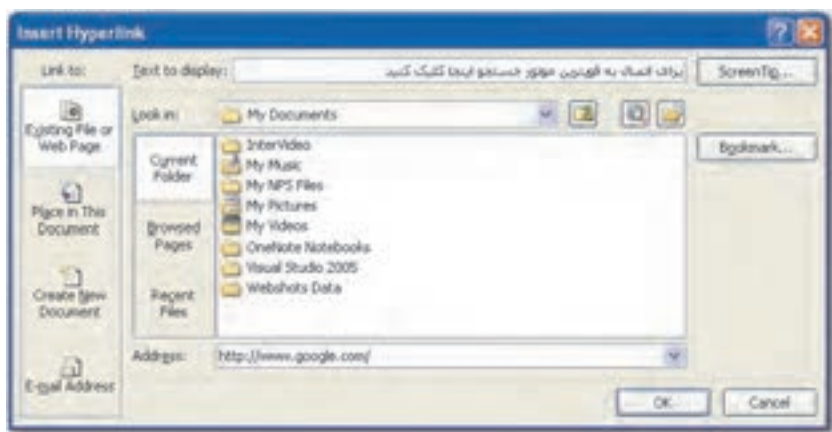 Insert Hyperlink
Link to:
Text to display: برای اتصال به قویترین موتور جستجو اینجا کلیک کنید
ScreenTip...
Existing File or Web Page
Look in: My Documents
Bookmark...
Place in This Document
Create New Document
E-mail Address
Current Folder
Browsed Pages
Recent Files
InterVideo
My Music
My NPS Files
My Pictures
My Videos
OneNote Notebooks
Visual Studio 2005
Webshots Data
Address: http://www.google.com/
OK
Cancel